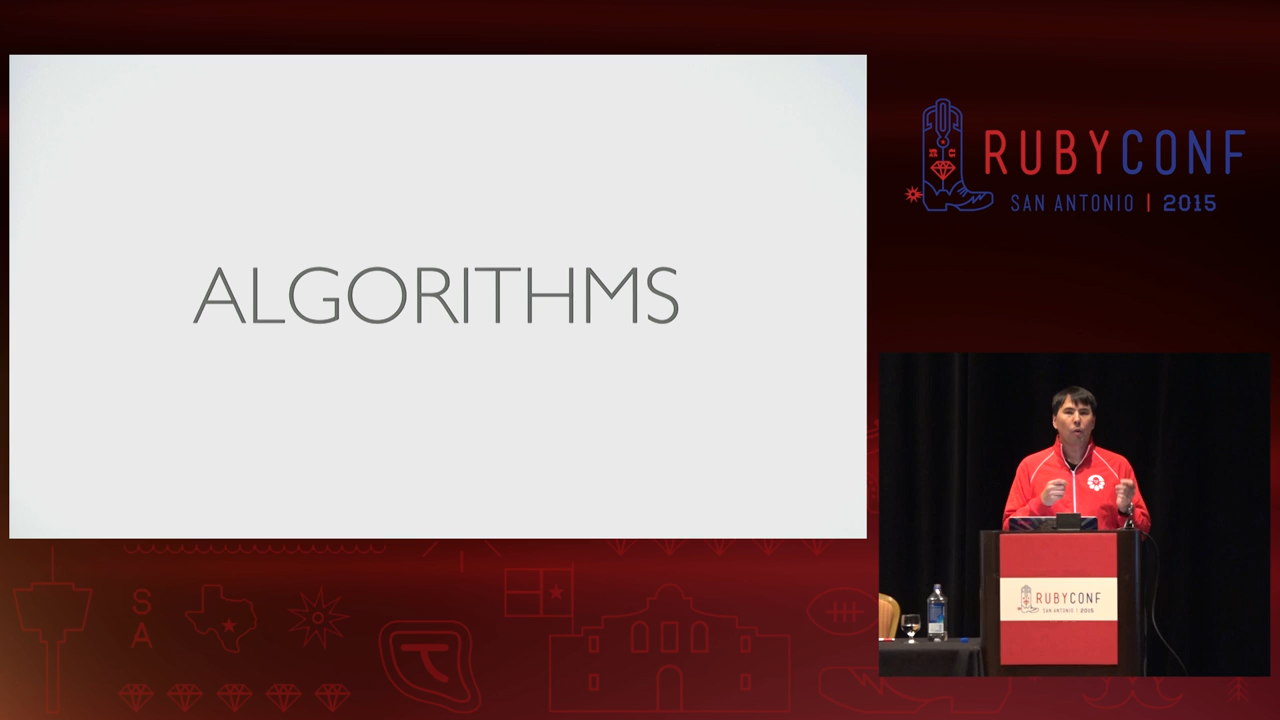 ALGORITHMS
RUBYCONF
SAN ANTONIO | 2015
RUBYCONF
SAN ANTONIO | 2015
S
A